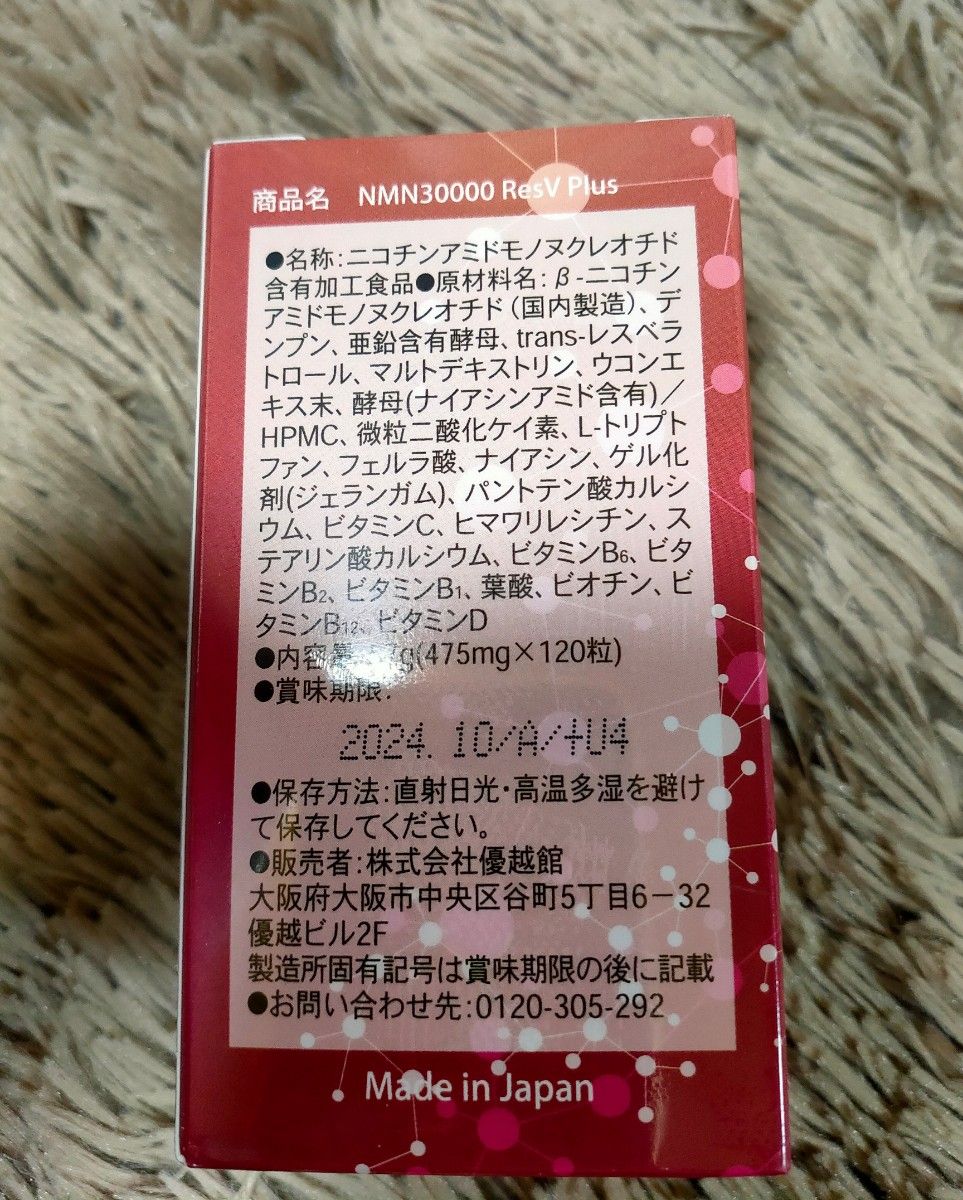 商品名 NMN30000 ResV Plus
●名称:ニコチンアミドモノヌクレオチド
含有加工食品●原材料名:β-ニコチン
アミドモノヌクレオチド(国内製造)、デ
ンプン、亜鉛含有酵母、trans-レスベラ
トロール、マルトデキストリン、ウコンエ
キス末、酵母(ナイアシンアミド含有)/
HPMC、微粒二酸化ケイ素、L-トリプト
ファン、フェルラ酸、ナイアシン、ゲル化
剤(ジェランガム)、パントテン酸カルシ
ウム、ビタミンC、ヒマワリレシチン、ス
テアリン酸カルシウム、ビタミンB6、ビタ
ミンB2、ビタミンB1、葉酸、ビオチン、ビ
タミンB12、ビタミンD
●内容量 g(475mg×120粒)
●賞味期限:
2024.10/A/+U4
●保存方法:直射日光・高温多湿を避け
て保存してください。
●販売者:株式会社優越館
大阪府大阪市中央区谷町5丁目6-32
優越ビル2F
製造所固有記号は賞味期限の後に記載
●お問い合わせ先:0120-305-292
Made in Japan